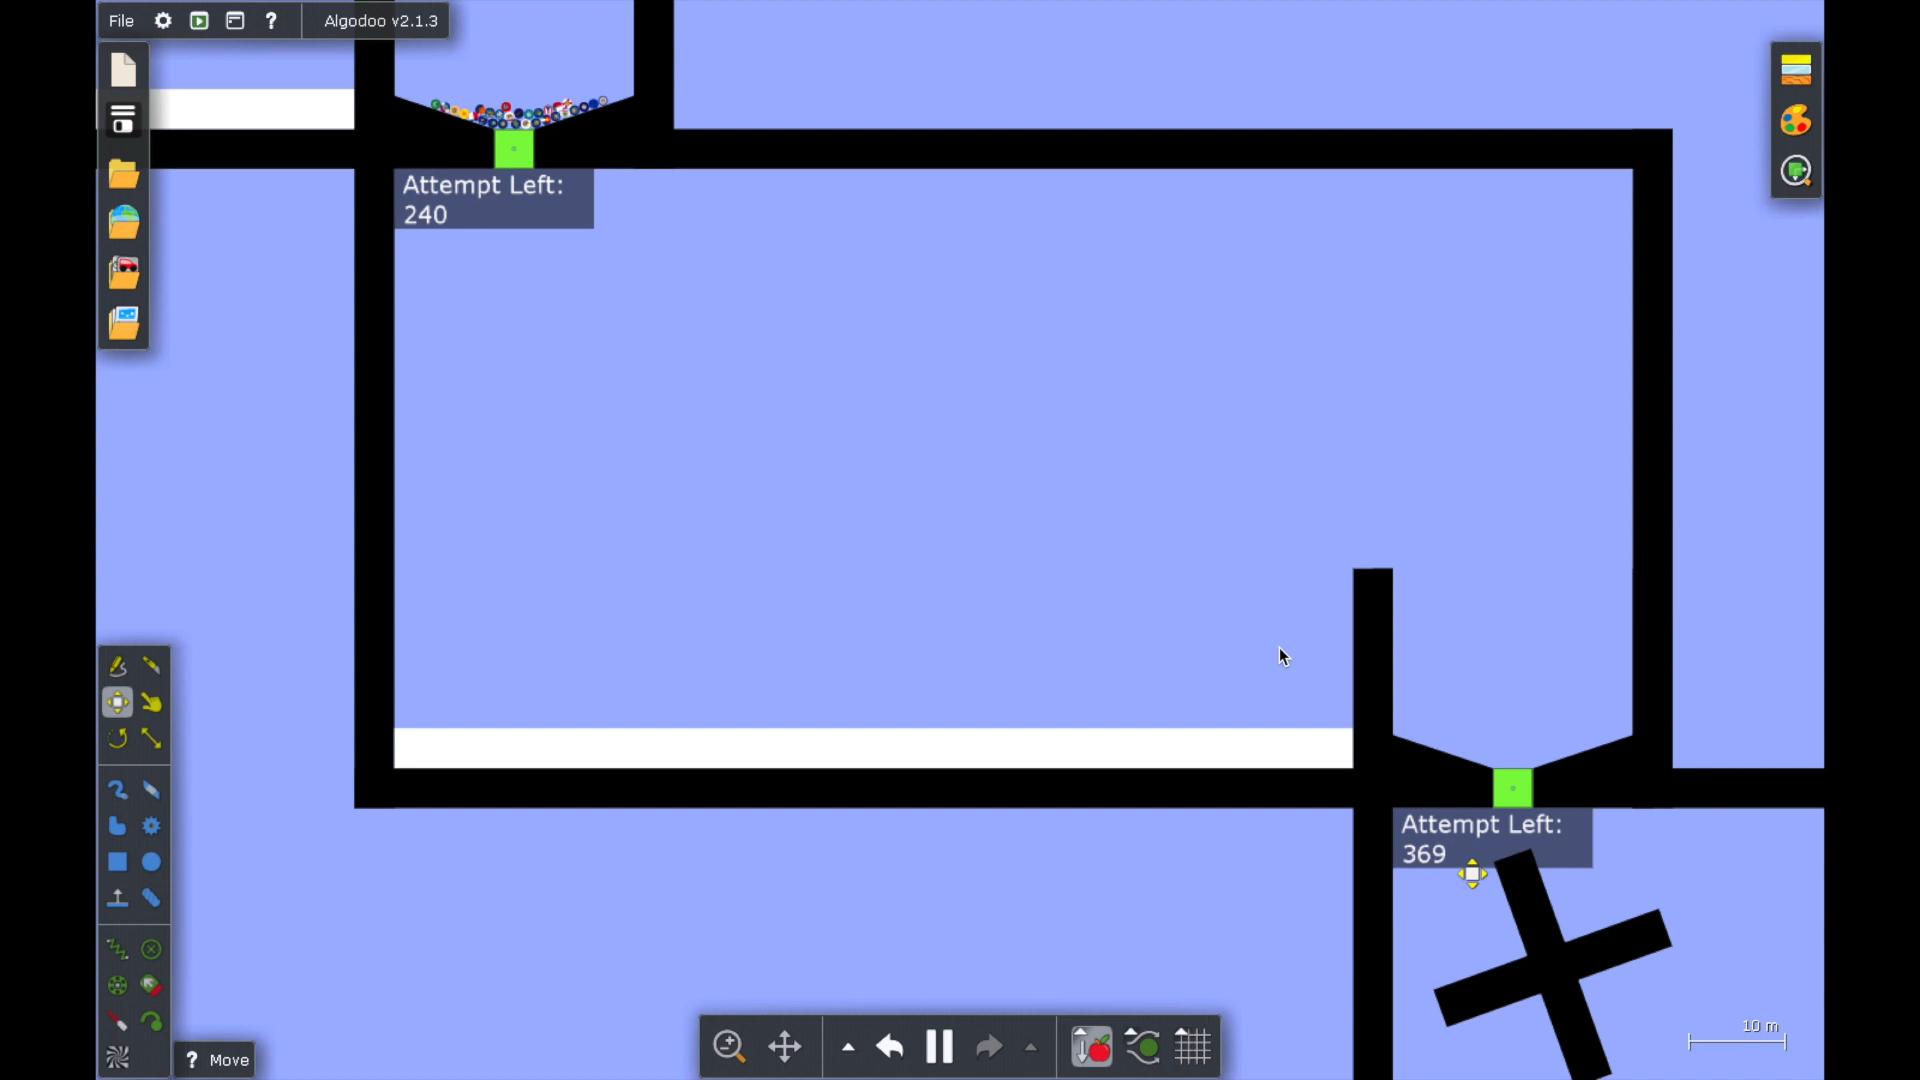 File
?
Algodoo v2.1.3
Attempt Left:
240
Attempt Left:
369
10 m
? Move